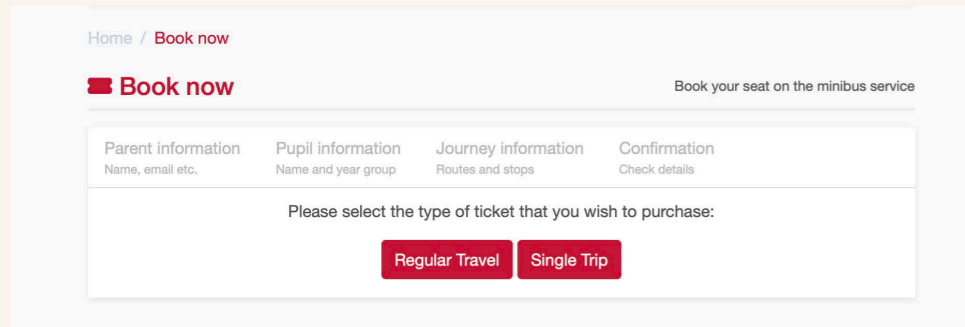 Home / Book now
Book now
Book your seat on the minibus service
Parent information
Name, email etc.
Pupil information
Name and year group
Journey information
Routes and stops
Confirmation
Check details
Please select the type of ticket that you wish to purchase:
Regular Travel
Single Trip